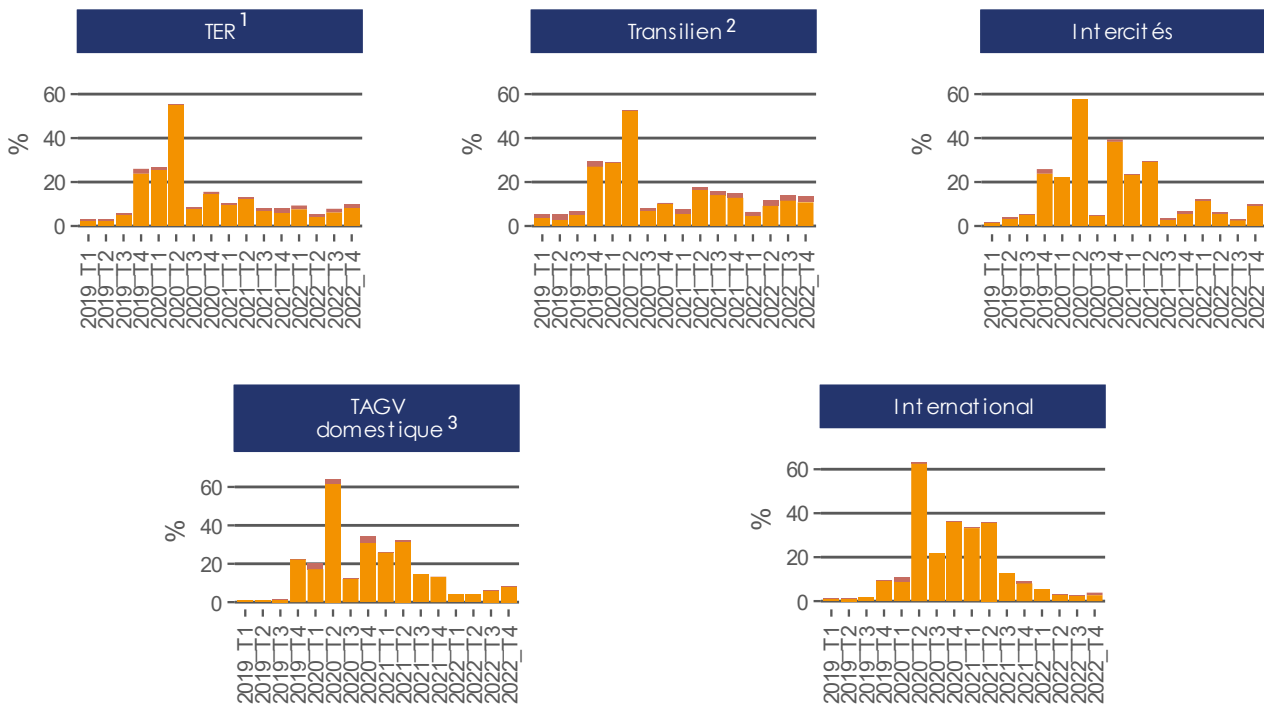 TER 1
Transilien 2
Intercités
60
40
20
0
%
2019_T1
2019_T2
2019_T3
2019_T4
2020_T1
2020_T2
2020_T3
2020_T4
2021_T1
2021_T2
2021_T3
2021_T4
2022_T1
2022_T2
2022_T3
2022_T4
60
40
20
0
%
2019_T1
2019_T2
2019_T3
2019_T4
2020_T1
2020_T2
2020_T3
2020_T4
2021_T1
2021_T2
2021_T3
2021_T4
2022_T1
2022_T2
2022_T3
2022_T4
60
40
20
0
%
2019_T1
2019_T2
2019_T3
2019_T4
2020_T1
2020_T2
2020_T3
2020_T4
2021_T1
2021_T2
2021_T3
2021_T4
2022_T1
2022_T2
2022_T3
2022_T4
TAGV
domestique 3
International
60
40
20
0
%
2019_T1
2019_T2
2019_T3
2019_T4
2020_T1
2020_T2
2020_T3
2020_T4
2021_T1
2021_T2
2021_T3
2021_T4
2022_T1
2022_T2
2022_T3
2022_T4
60
40
20
0
%
2019_T1
2019_T2
2019_T3
2019_T4
2020_T1
2020_T2
2020_T3
2020_T4
2021_T1
2021_T2
2021_T3
2021_T4
2022_T1
2022_T2
2022_T3
2022_T4